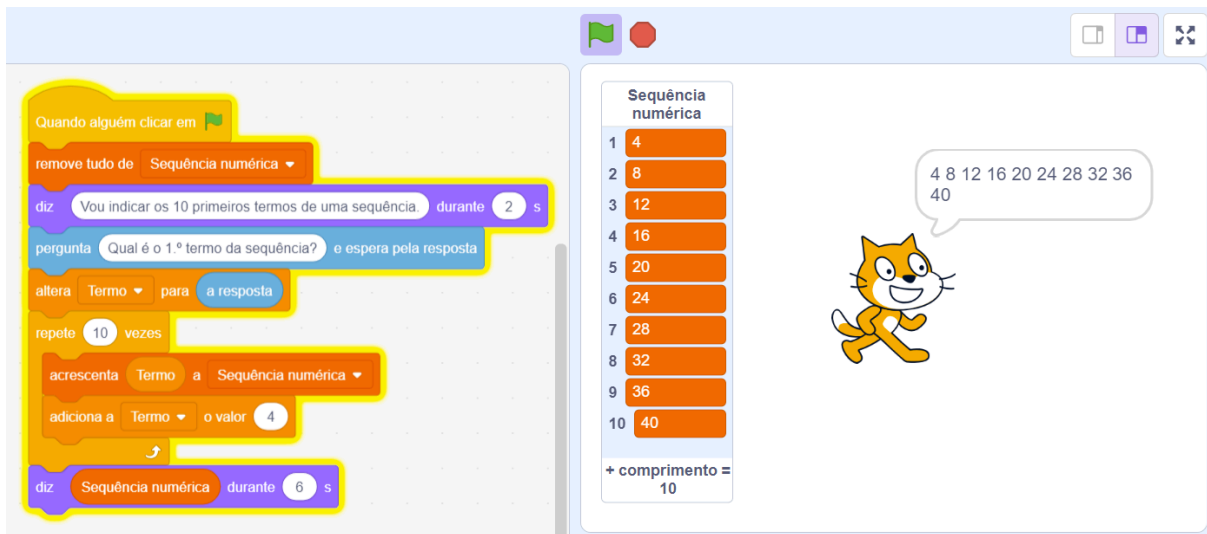 Quando alguém clicar em
remove tudo de Sequência numérica
diz Vou indicar os 10 primeiros termos de uma sequência. durante 2 s
pergunta Qual é o 1.º termo da sequência? e espera pela resposta
altera Termo para a resposta
repete 10 vezes
acrescenta Termo a Sequência numérica
adiciona a Termo o valor 4
diz Sequência numérica durante 6 s
Sequência
numérica
1 4
2 8
3 12
4 16
5 20
6 24
7 28
8 32
9 36
10 40
+ comprimento =
10
4 8 12 16 20 24 28 32 36
40